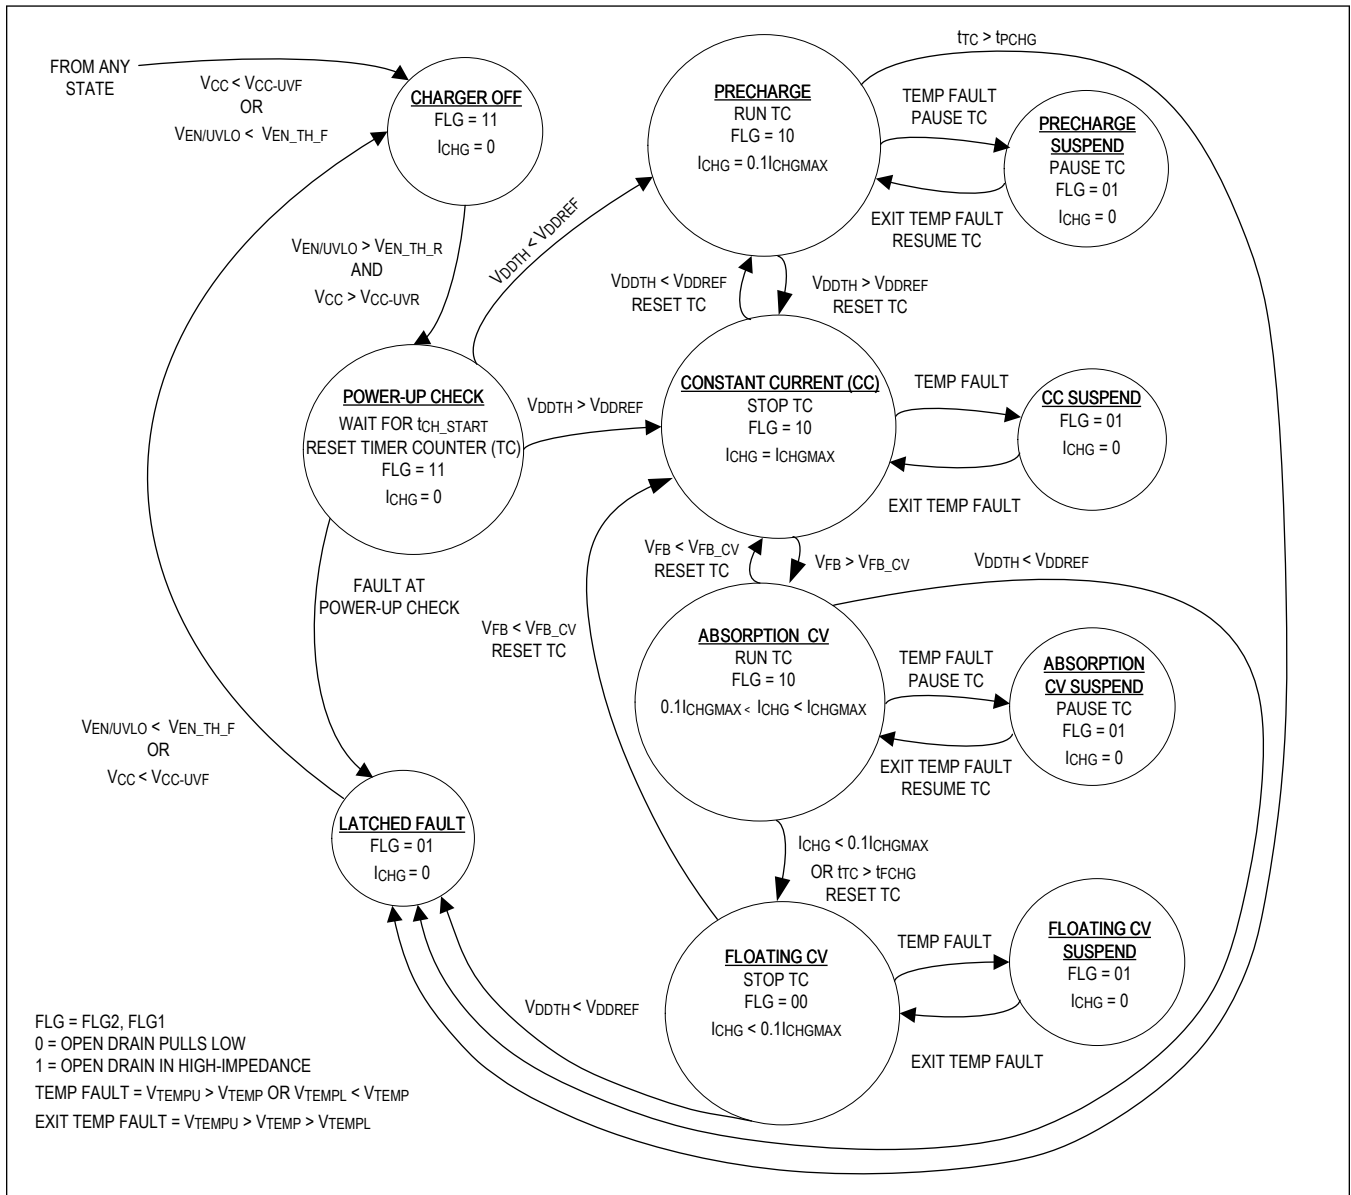 FROM ANY
STATE
VCC < VCC-UVF
OR
VEN/UVLO < VEN_TH_F
CHARGER OFF
FLG = 11
ICHG = 0
VEN/UVLO > VEN_TH_R
AND
VCC > VCC-UVR
POWER-UP CHECK
WAIT FOR tCH_START
RESET TIMER COUNTER (TC)
FLG = 11
ICHG = 0
VDDTH < VDDREF
VDDTH > VDDREF
FAULT AT
POWER-UP CHECK
VEN/UVLO < VEN_TH_F
OR
VCC < VCC-UVF
LATCHED FAULT
FLG = 01
ICHG = 0
PRECHARGE
RUN TC
FLG = 10
ICHG = 0.1ICHGMAX
tTC > tPCHG
TEMP FAULT
PAUSE TC
EXIT TEMP FAULT
RESUME TC
PRECHARGE
SUSPEND
PAUSE TC
FLG = 01
ICHG = 0
VDDTH < VDDREF
RESET TC
VDDTH > VDDREF
RESET TC
CONSTANT CURRENT (CC)
STOP TC
FLG = 10
ICHG = ICHGMAX
TEMP FAULT
EXIT TEMP FAULT
CC SUSPEND
FLG = 01
ICHG = 0
VFB < VFB_CV
RESET TC
VFB > VFB_CV
VDDTH < VDDREF
VFB < VFB_CV
RESET TC
ABSORPTION CV
RUN TC
FLG = 10
0.1ICHGMAX < ICHG < ICHGMAX
TEMP FAULT
PAUSE TC
EXIT TEMP FAULT
RESUME TC
ABSORPTION
CV SUSPEND
PAUSE TC
FLG = 01
ICHG = 0
ICHG < 0.1ICHGMAX
OR tTC > tFCHG
RESET TC
FLOATING CV
STOP TC
FLG = 00
ICHG < 0.1ICHGMAX
TEMP FAULT
EXIT TEMP FAULT
FLOATING CV
SUSPEND
FLG = 01
ICHG = 0
VDDTH < VDDREF
FLG = FLG2, FLG1
0 = OPEN DRAIN PULLS LOW
1 = OPEN DRAIN IN HIGH-IMPEDANCE
TEMP FAULT = VTEMPU > VTEMP OR VTEMPL < VTEMP
EXIT TEMP FAULT = VTEMPU > VTEMP > VTEMPL